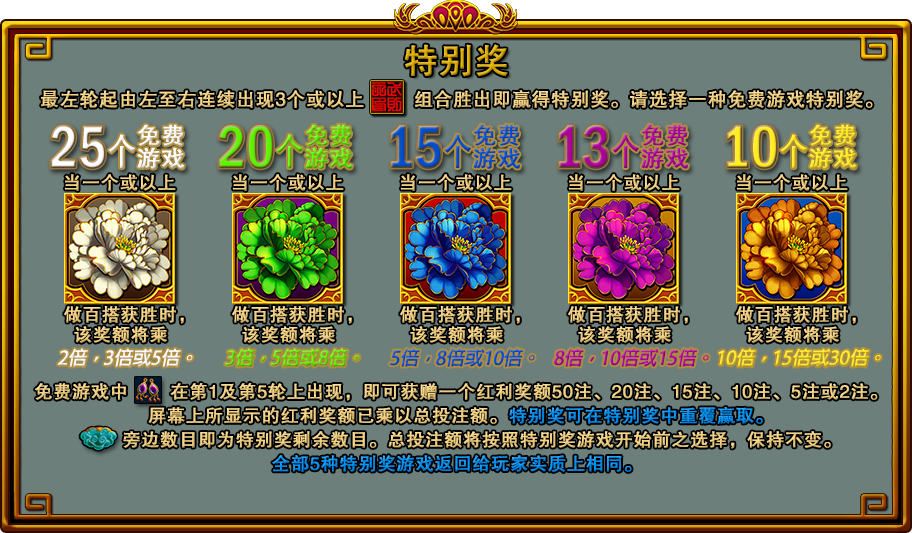 特别奖
最左轮起由左至右连续出现3个或以上 武则 组合胜出即赢得特别奖。请选择一种免费游戏特别奖。
25个免费游戏 20个免费游戏 15个免费游戏 13个免费游戏 10个免费游戏
当一个或以上 当一个或以上 当一个或以上 当一个或以上 当一个或以上
做百搭获胜时, 做百搭获胜时, 做百搭获胜时, 做百搭获胜时, 做百搭获胜时,
该奖额将乘 该奖额将乘 该奖额将乘 该奖额将乘 该奖额将乘
2倍,3倍或5倍。 3倍,5倍或8倍。 5倍,8倍或10倍。 8倍,10倍或15倍。 10倍,15倍或30倍。
免费游戏中 在第1及第5轮上出现,即可获赠一个红利奖额50注、20注、15注、10注、5注或2注。
屏幕上所显示的红利奖额已乘以总投注额。特别奖可在特别奖中重覆赢取。
旁边数目即为特别奖剩余数目。总投注额将按照特别奖游戏开始前之选择,保持不变。
全部5种特别奖游戏返回给玩家实质上相同。